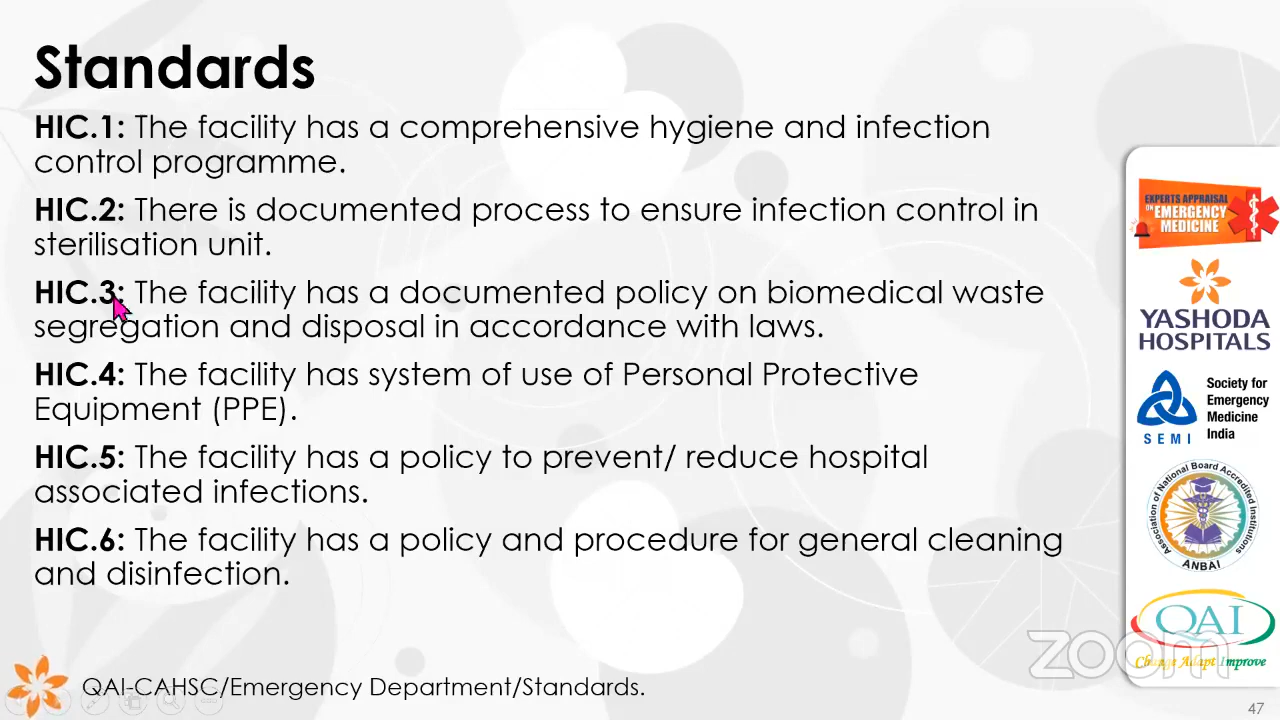 Standards
HIC.1: The facility has a comprehensive hygiene and infection
control programme.
HIC.2: There is documented process to ensure infection control in
sterilisation unit.
HIC.3: The facility has a documented policy on biomedical waste
segregation and disposal in accordance with laws.
HIC.4: The facility has system of use of Personal Protective
Equipment (PPE).
HIC.5: The facility has a policy to prevent/ reduce hospital
associated infections.
HIC.6: The facility has a policy and procedure for general cleaning
and disinfection.
EXPERTS APPRAISAL
ON EMERGENCY
MEDICINE
YASHODA
HOSPITALS
SEMI
Society for
Emergency
Medicine
India
Association of National Board Accredited Institutions
ANBAI
QAI
Change Adapt Improve
zoom
QAI-CAHSC/Emergency Department/Standards.
47